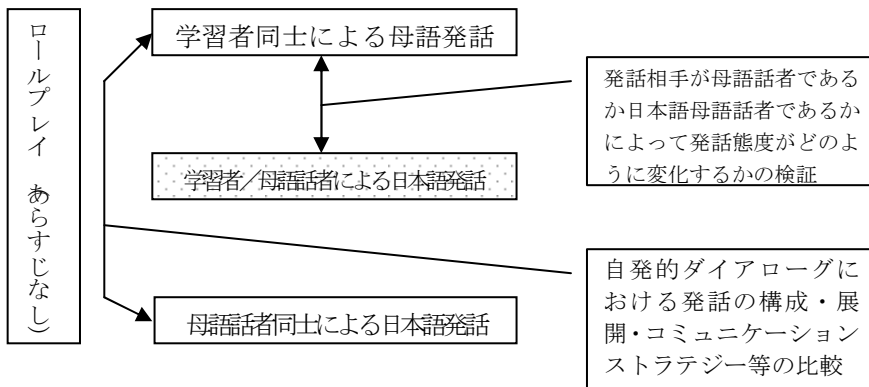 ロールプレイ あらすじなし）
学習者同士による母語発話
学習者／母語話者による日本語発話
母語話者同士による日本語発話
発話相手が母語話者である
か日本語母語話者であるか
によって発話態度がどのよ
うに変化するかの検証
自発的ダイアローグに
おける発話の構成・展
開・コミュニケーション
ストラテジー等の比較